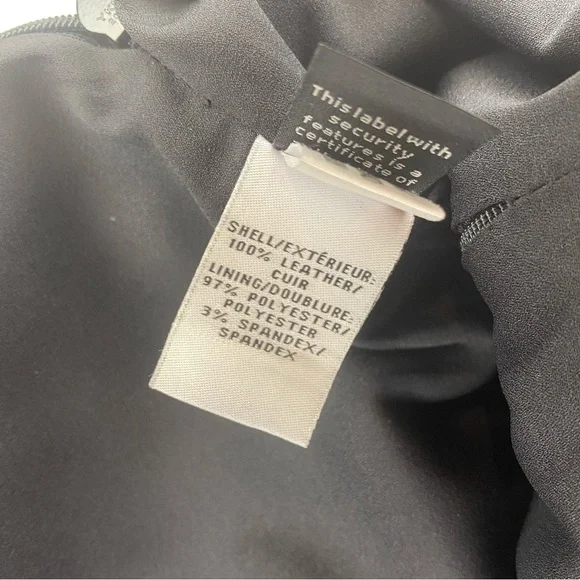 This label with
security
features is a
certificate of
SHELL/EXTÉRIEUR:
100% LEATHER/
CUIR
LINING/DOUBLURE:
97% POLYESTER/
POLYESTER
3% SPANDEX/
SPANDEX